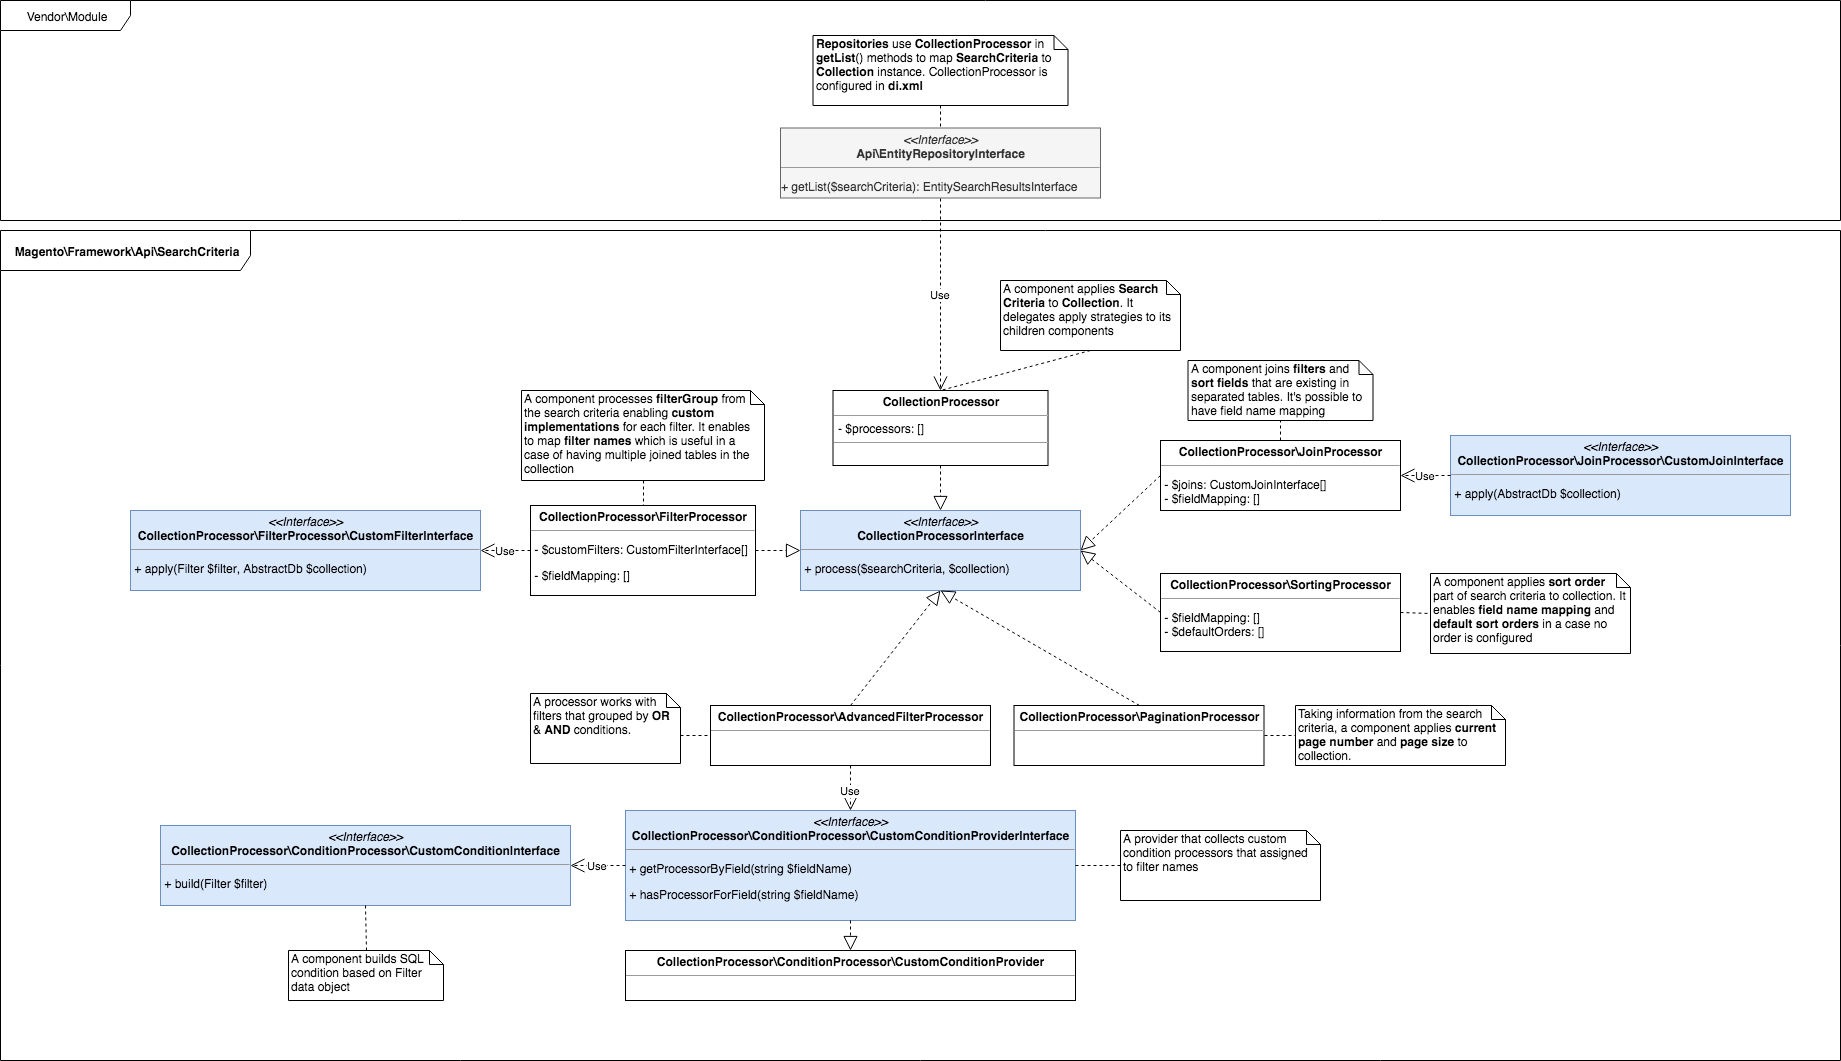 Vendor\Module
Repositories use CollectionProcessor in
getList() methods to map SearchCriteria to
Collection instance. CollectionProcessor is
configured in di.xml
<<Interface>>
Api\EntityRepositoryInterface
+ getList($searchCriteria): EntitySearchResultsInterface
Magento\Framework\Api\SearchCriteria
Use
A component applies Search
Criteria to Collection. It
delegates apply strategies to its
children components
A component joins filters and
sort fields that are existing in
separated tables. It's possible to
have field name mapping
A component processes filterGroup from
the search criteria enabling custom
implementations for each filter. It enables
to map filter names which is useful in a
case of having multiple joined tables in the
collection
CollectionProcessor
- $processors: []
CollectionProcessor\JoinProcessor
- $joins: CustomJoinInterface[]
- $fieldMapping: []
Use
<<Interface>>
CollectionProcessor\JoinProcessor\CustomJoinInterface
+ apply(AbstractDb $collection)
<<Interface>>
CollectionProcessor\FilterProcessor\CustomFilterInterface
+ apply(Filter $filter, AbstractDb $collection)
Use
CollectionProcessor\FilterProcessor
- $customFilters: CustomFilterInterface[]
- $fieldMapping: []
<<Interface>>
CollectionProcessorInterface
+ process($searchCriteria, $collection)
CollectionProcessor\SortingProcessor
- $fieldMapping: []
- $defaultOrders: []
A component applies sort order
part of search criteria to collection. It
enables field name mapping and
default sort orders in a case no
order is configured
A processor works with
filters that grouped by OR
& AND conditions.
CollectionProcessor\AdvancedFilterProcessor
CollectionProcessor\PaginationProcessor
Taking information from the search
criteria, a component applies current
page number and page size to
collection.
Use
<<Interface>>
CollectionProcessor\ConditionProcessor\CustomConditionInterface
+ build(Filter $filter)
Use
<<Interface>>
CollectionProcessor\ConditionProcessor\CustomConditionProviderInterface
+ getProcessorByField(string $fieldName)
+ hasProcessorForField(string $fieldName)
A provider that collects custom
condition processors that assigned
to filter names
A component builds SQL
condition based on Filter
data object
CollectionProcessor\ConditionProcessor\CustomConditionProvider